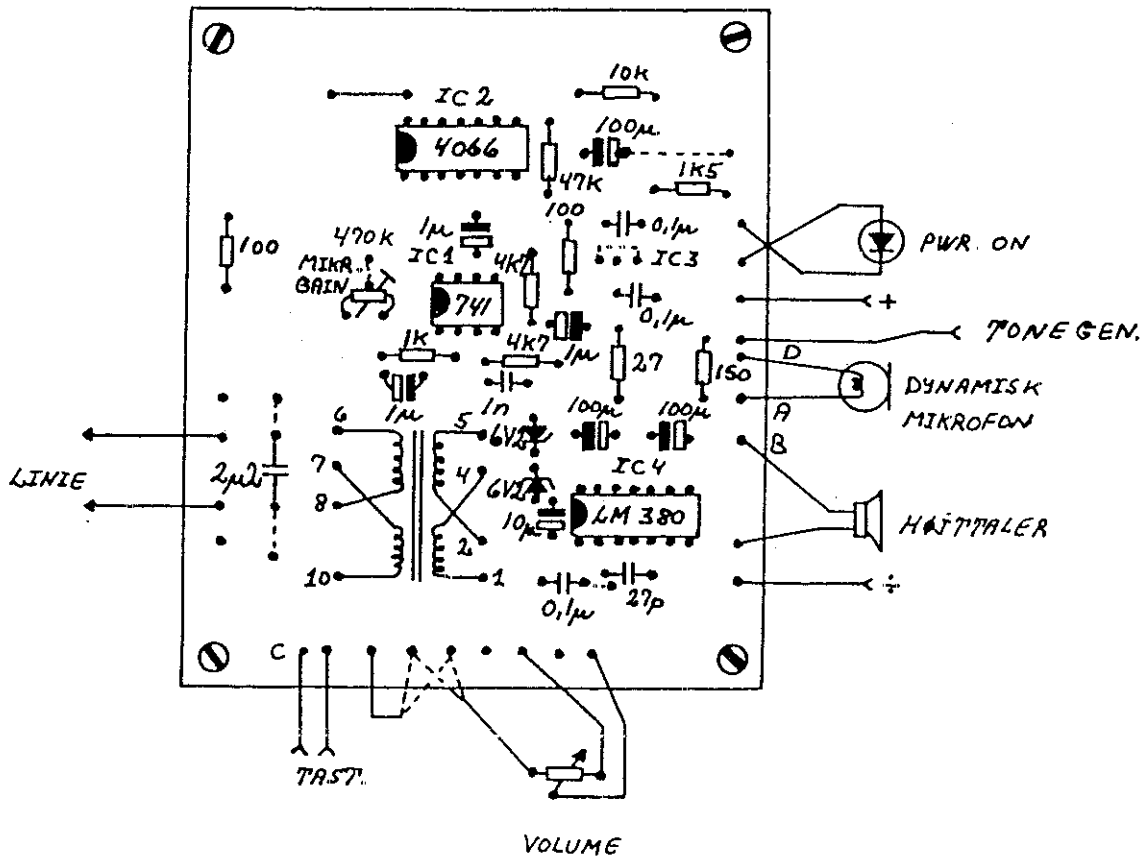 10K
IC2
4066
100µ
47K
1K5
100
100
1µ
0,1µ
PWR. ON
470K
MIKR.
GAIN
IC1
4K7
IC3
741
0,1µ
+
TONEGEN.
1K
4K7
1µ
27
150
D
DYNAMISK
MIKROFON
A
1µ
1n
6
5
6V2
100µ
100µ
B
LINIE
2µ2
7
4
IC4
8
6V2
10µ
LM 380
HØJTTALER
2
10
1
0,1µ
27p
÷
C
TAST.
VOLUME